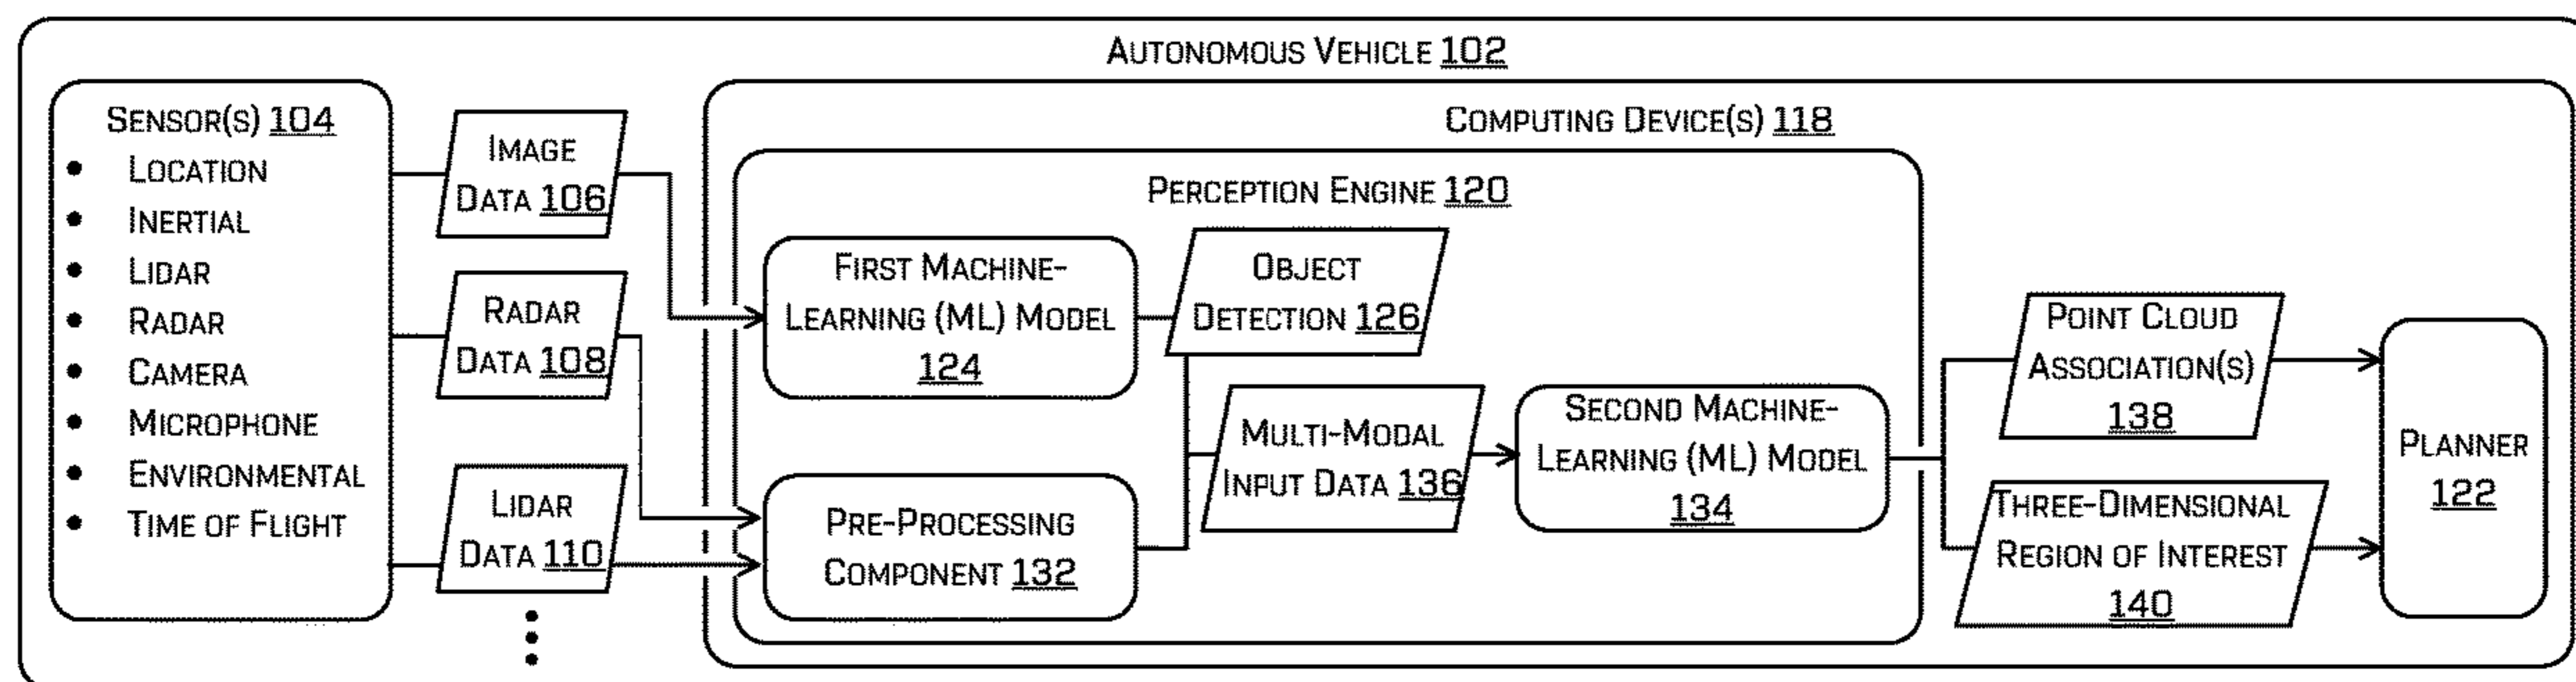 AUTONOMOUS VEHICLE 102
SENSOR(S) 104
• LOCATION
• INERTIAL
• LIDAR
• RADAR
• CAMERA
• MICROPHONE
• ENVIRONMENTAL
• TIME OF FLIGHT
IMAGE
DATA 106
RADAR
DATA 108
LIDAR
DATA 110
COMPUTING DEVICE(S) 118
PERCEPTION ENGINE 120
FIRST MACHINE-
LEARNING (ML) MODEL
124
OBJECT
DETECTION 126
PRE-PROCESSING
COMPONENT 132
MULTI-MODAL
INPUT DATA 136
SECOND MACHINE-
LEARNING (ML) MODEL
134
POINT CLOUD
ASSOCIATION(S)
138
THREE-DIMENSIONAL
REGION OF INTEREST
140
PLANNER
122